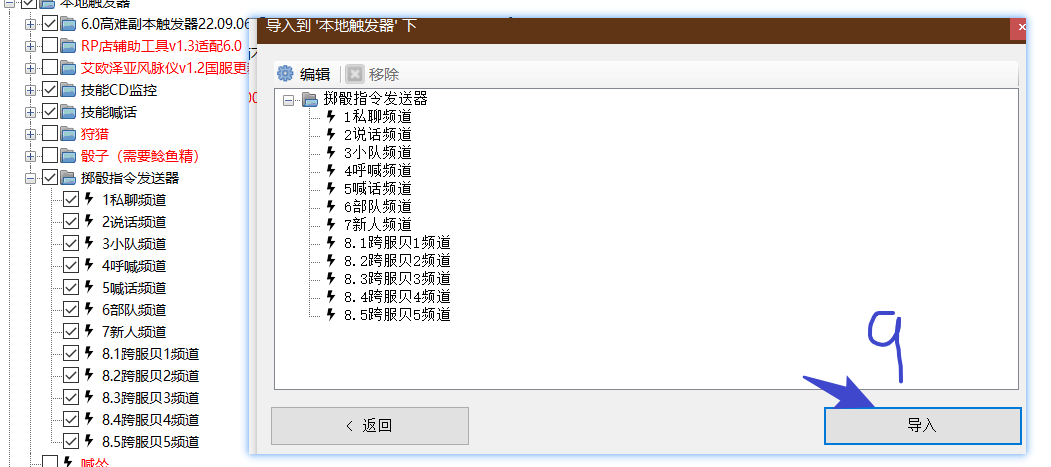 本地触发器
6.0高难副本触发器22.09.06
RP店辅助工具v1.3适配6.0
艾欧泽亚风脉仪v1.2国服更新
技能CD监控
技能喊话
狩猎
骰子（需要鲶鱼精）
掷骰指令发送器
1私聊频道
2说话频道
3小队频道
4呼喊频道
5喊话频道
6部队频道
7新人频道
8.1跨服贝1频道
8.2跨服贝2频道
8.3跨服贝3频道
8.4跨服贝4频道
8.5跨服贝5频道
喊怂
导入到 '本地触发器' 下
编辑
移除
掷骰指令发送器
1私聊频道
2说话频道
3小队频道
4呼喊频道
5喊话频道
6部队频道
7新人频道
8.1跨服贝1频道
8.2跨服贝2频道
8.3跨服贝3频道
8.4跨服贝4频道
8.5跨服贝5频道
9
< 返回
导入